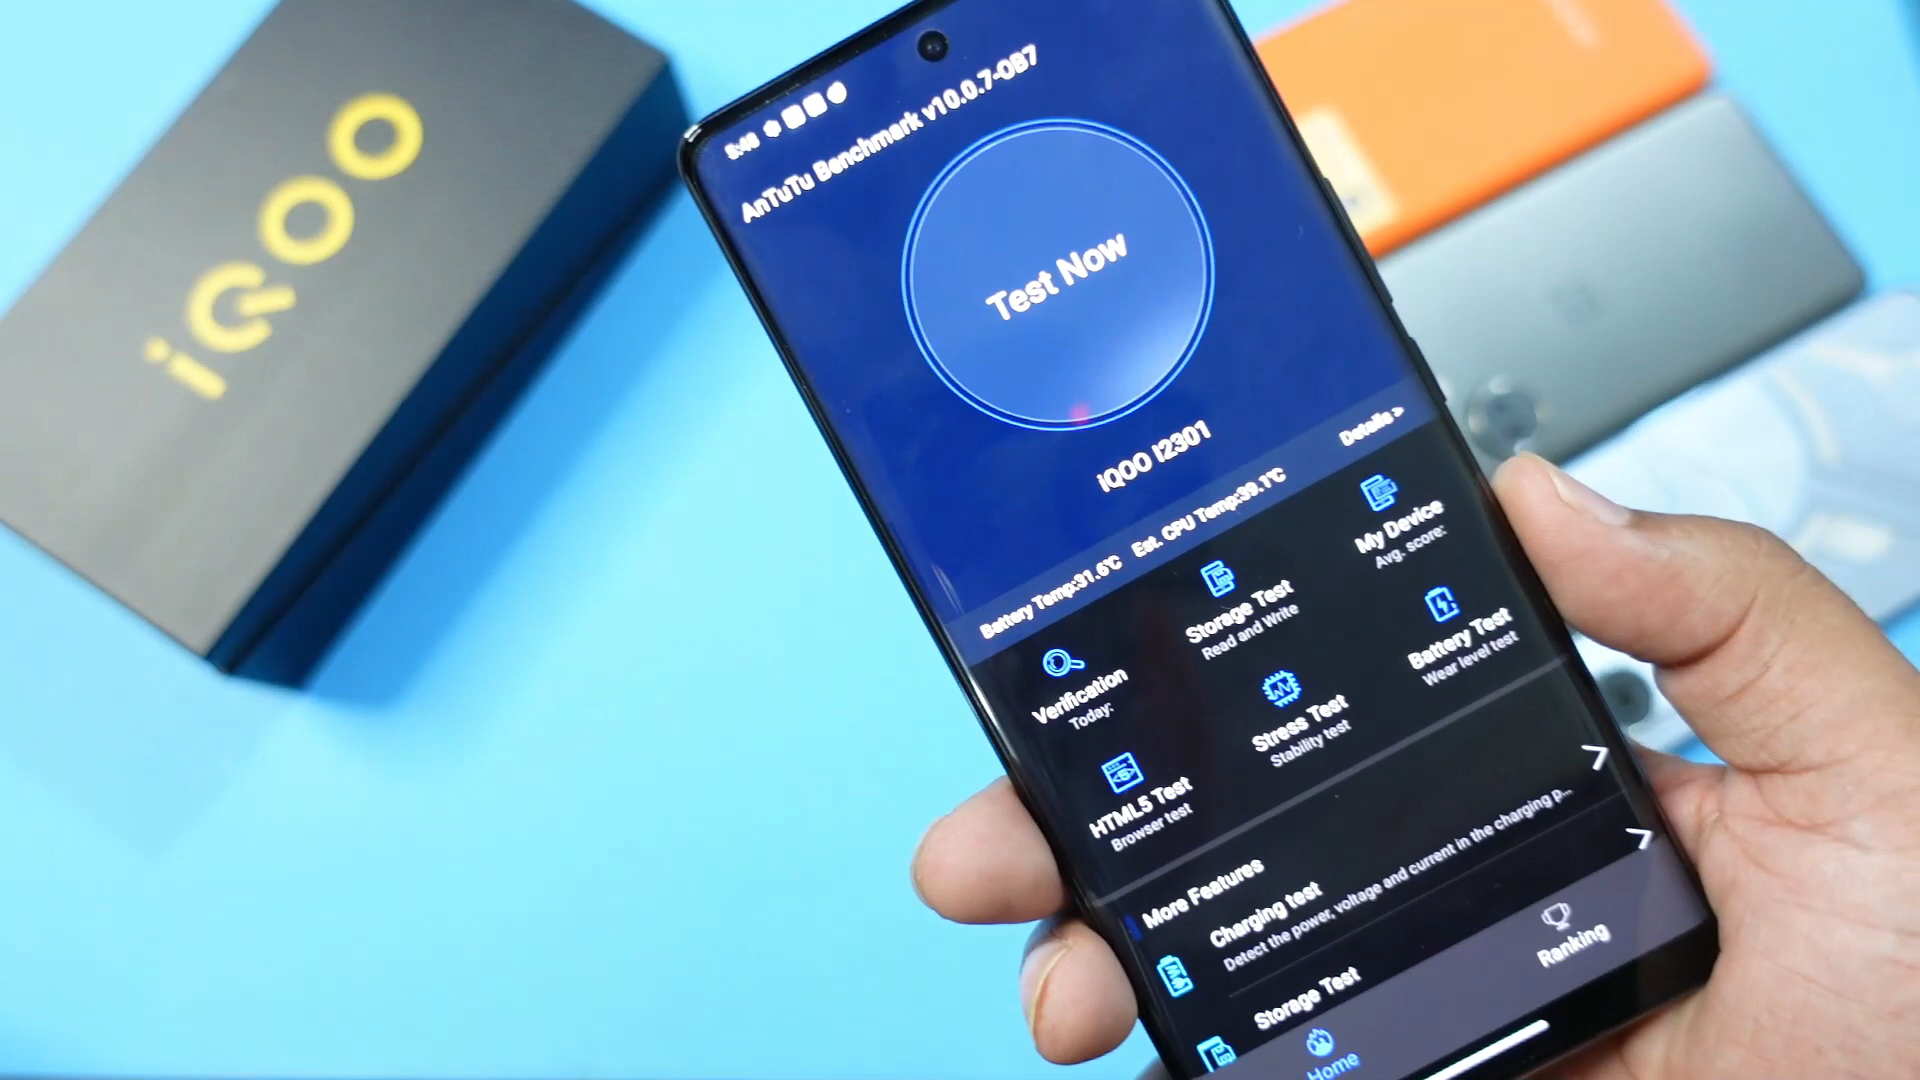 iQOO
5:46
AnTuTu Benchmark v10.0.7-OB7
Test Now
iQOO I2301
Details >
Battery Temp:31.6℃ Est. CPU Temp:39.1℃
Verification
Today:
Storage Test
Read and Write
My Device
Avg. score:
HTML5 Test
Browser test
Stress Test
Stability test
Battery Test
Wear level test
More Features
Charging test
Detect the power, voltage and current in the charging p...
Storage Test
Home
Ranking